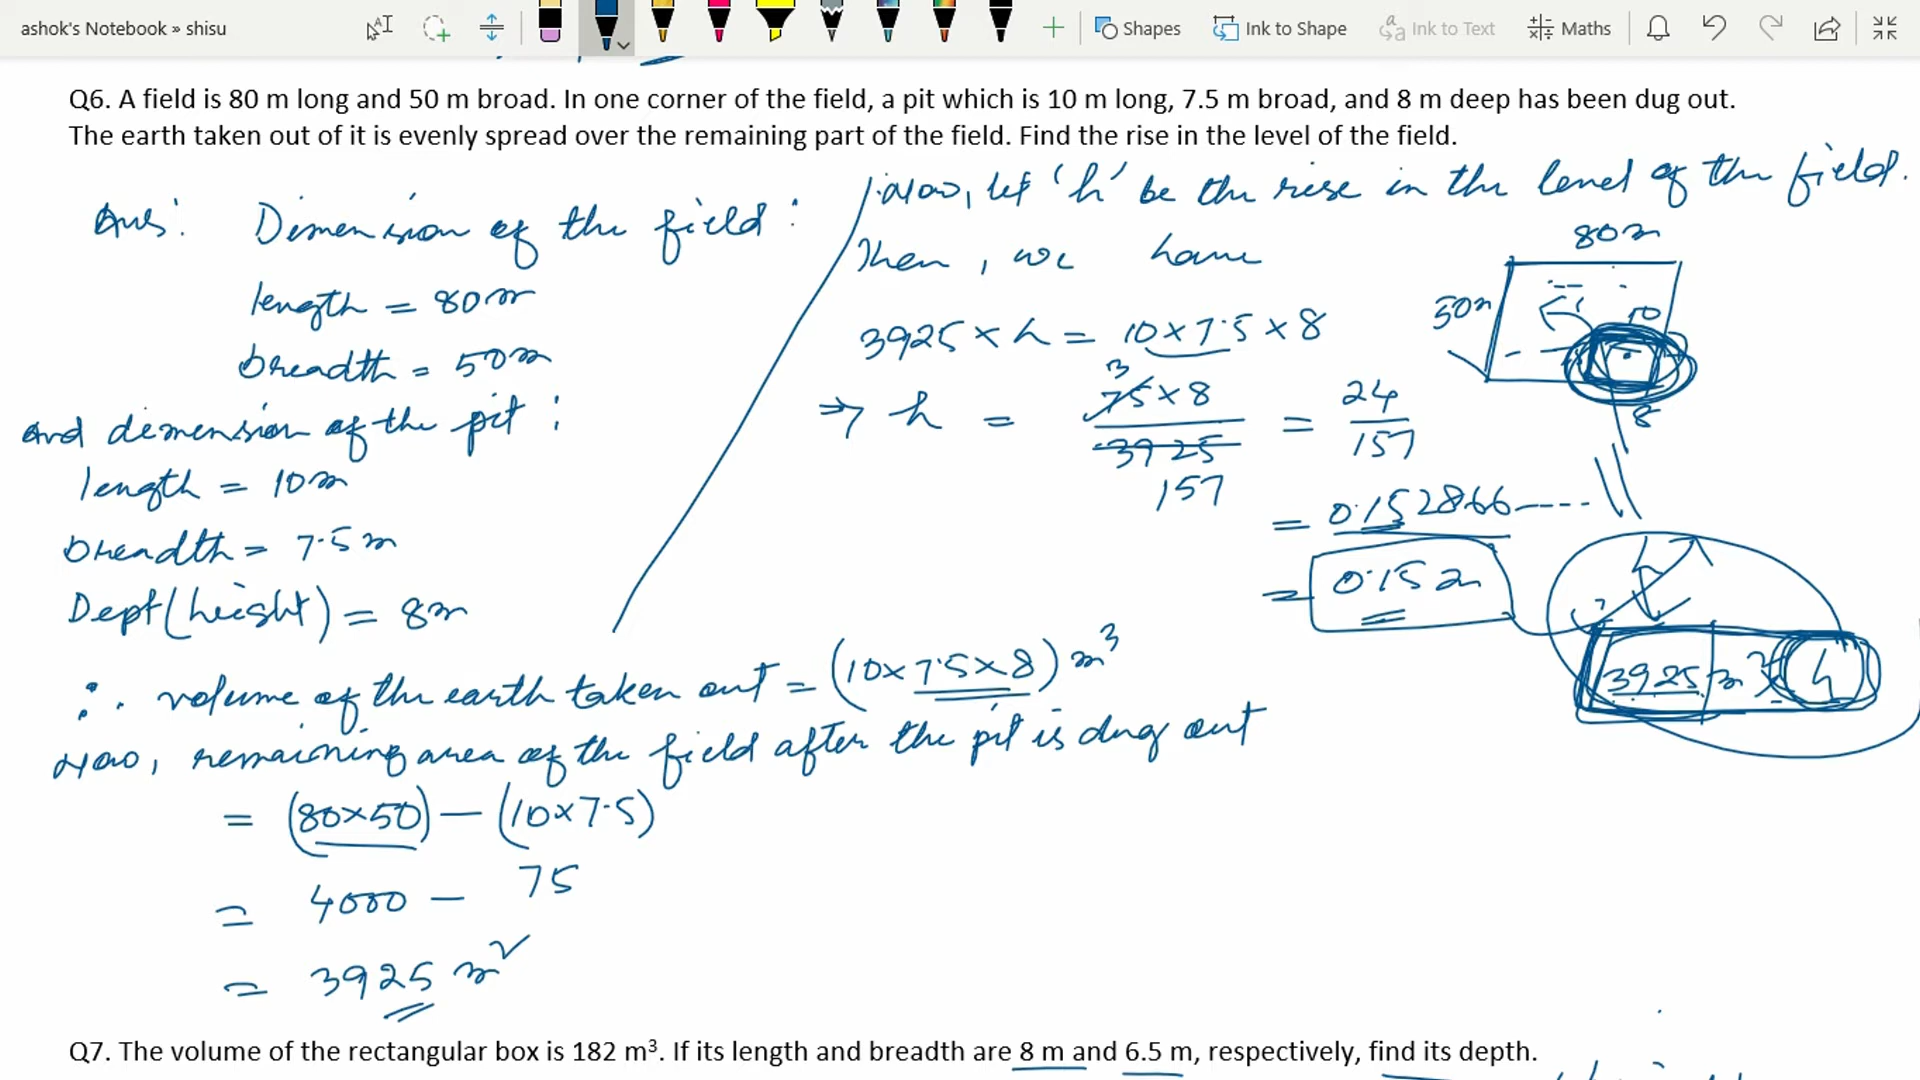 ashok's Notebook » shisu
Shapes
Ink to Shape
Ink to Text
Maths
Q6. A field is 80 m long and 50 m broad. In one corner of the field, a pit which is 10 m long, 7.5 m broad, and 8 m deep has been dug out.
The earth taken out of it is evenly spread over the remaining part of the field. Find the rise in the level of the field.
Ans: Dimension of the field:
length = 80m
breadth = 50m
And dimension of the pit:
length = 10m
breadth = 7.5m
Dept(height) = 8m
∴ volume of the earth taken out = (10×7.5×8) m³
Now, remaining area of the field after the pit is dug out
= (80×50) – (10×7.5)
= 4000 – 75
= 3925 m²
Now, let 'h' be the rise in the level of the field.
Then, we have
3925 × h = 10×7.5×8
⇒ h = 75×8 / 3925 = 24/157
3
157
= 0.152866----
= 0.15 m
80m
50m
10
8
3925 m² × h
Q7. The volume of the rectangular box is 182 m³. If its length and breadth are 8 m and 6.5 m, respectively, find its depth.